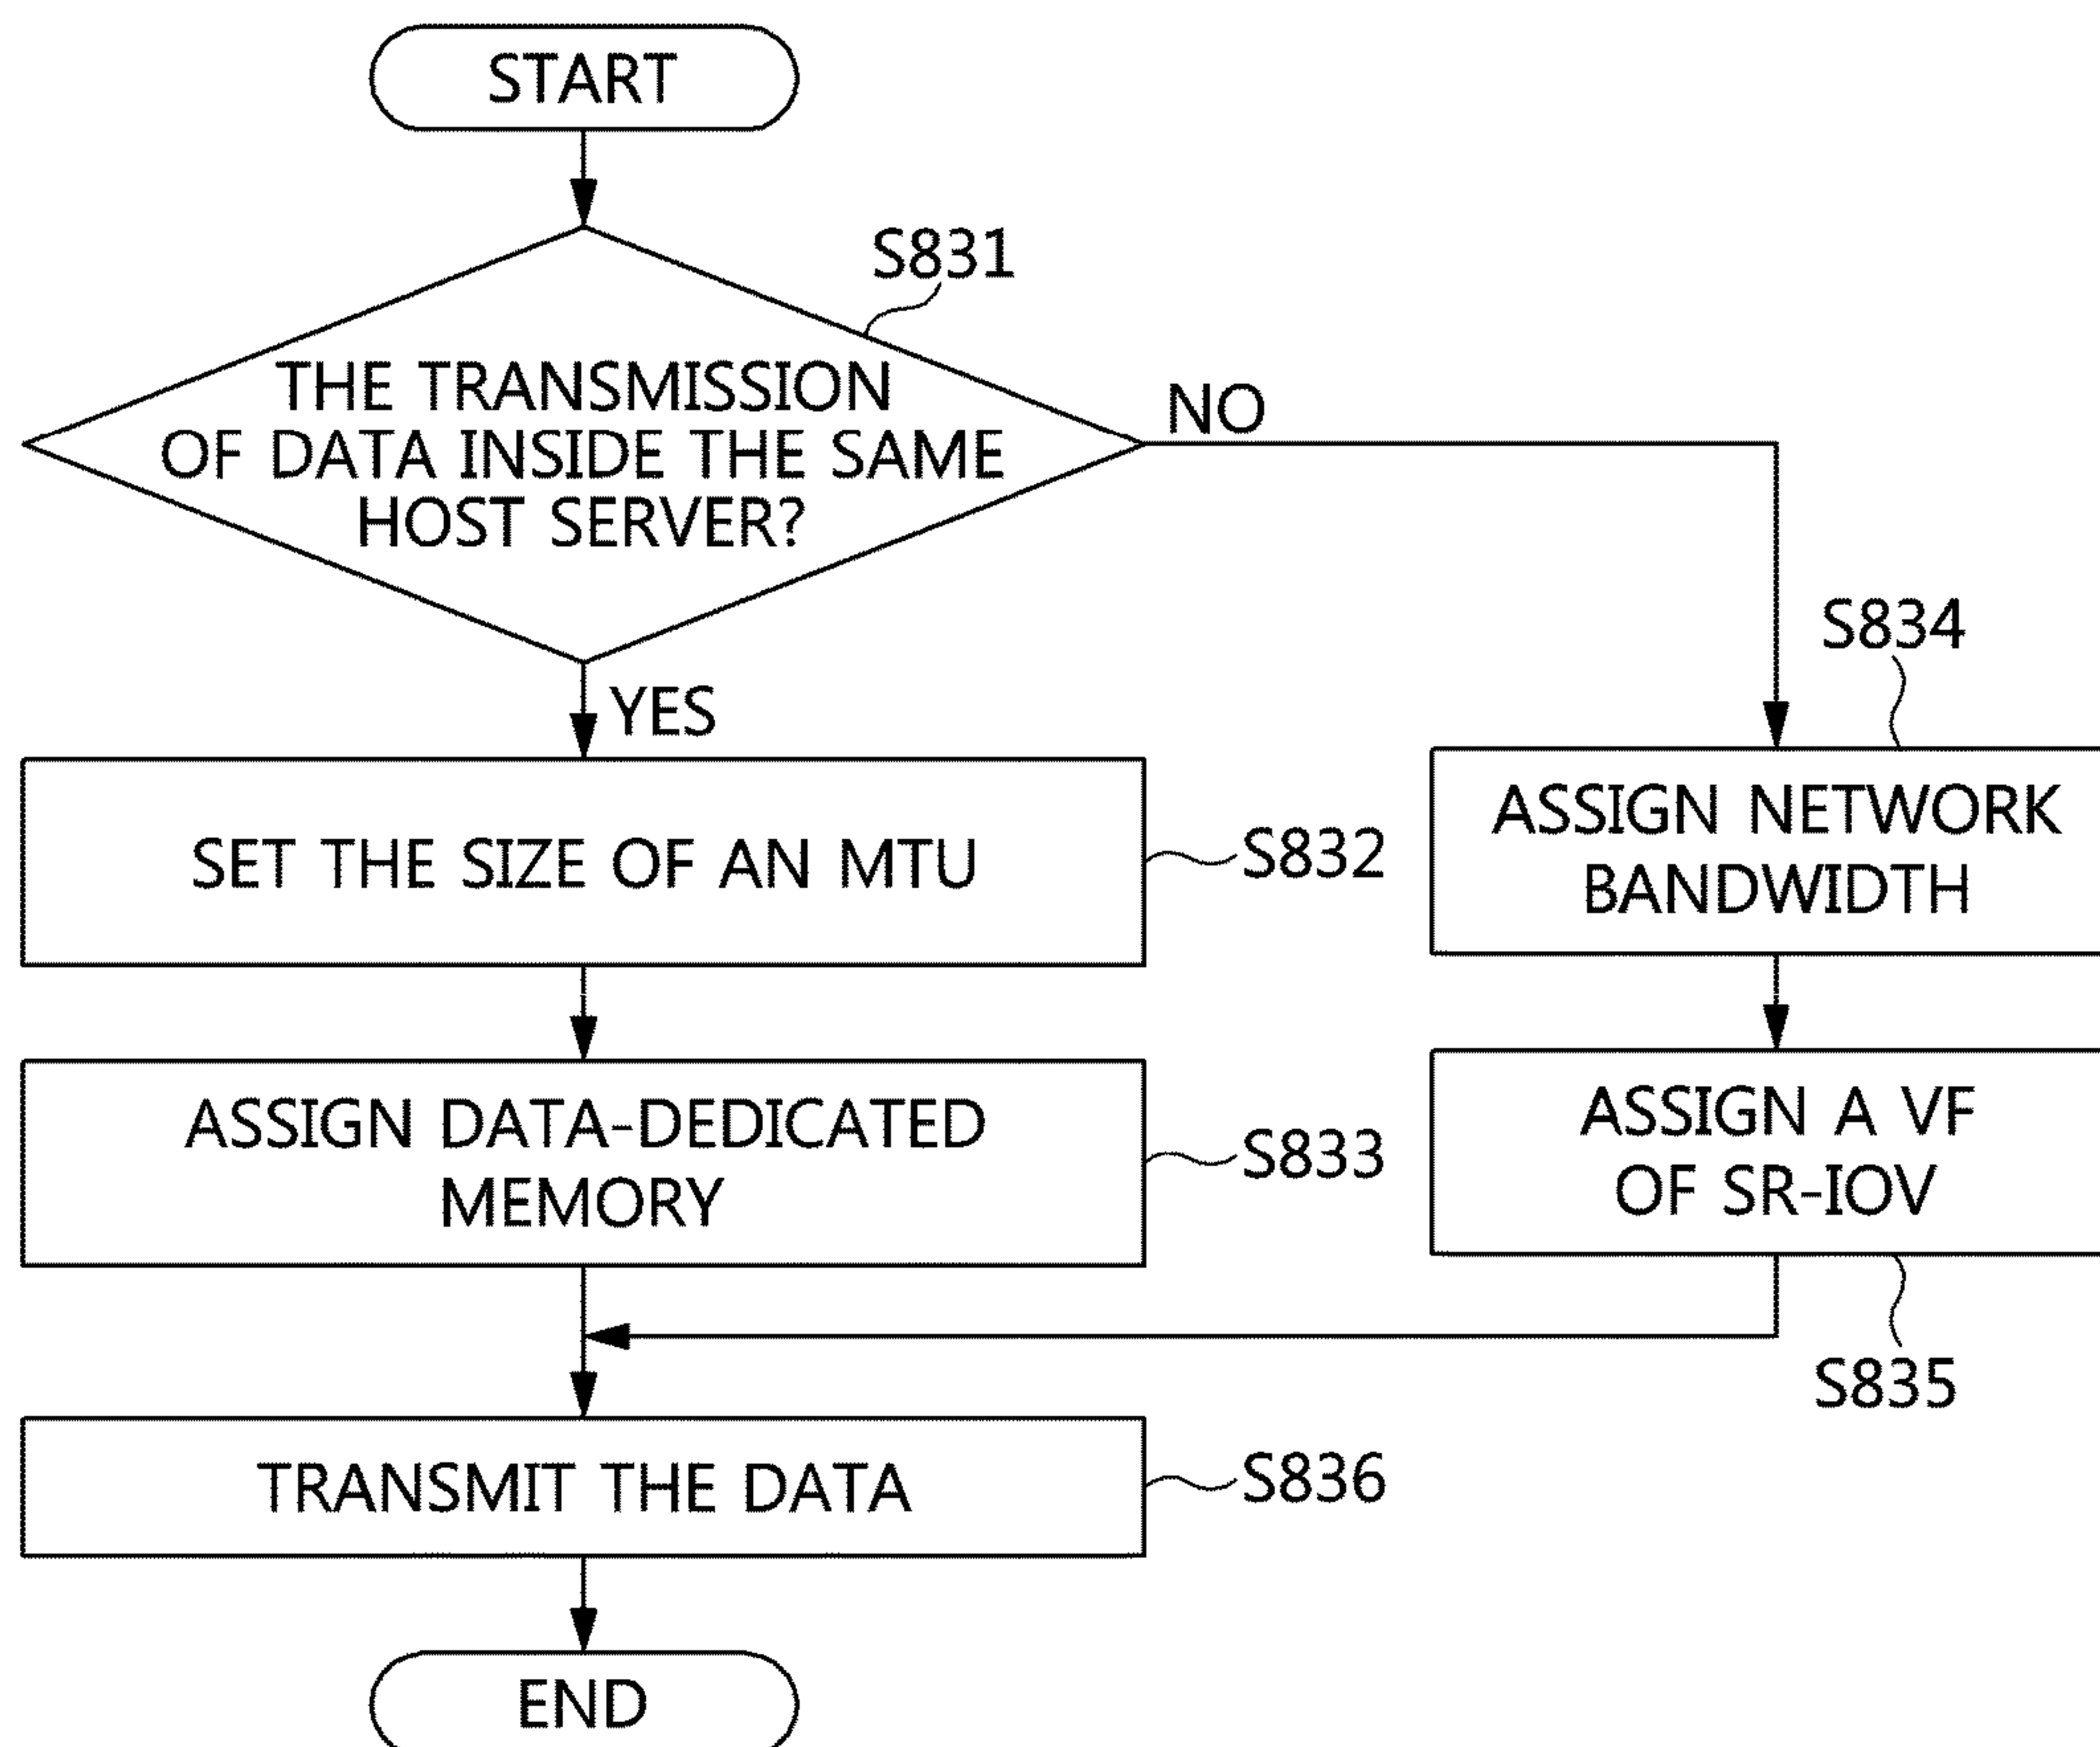 START
S831
THE TRANSMISSION
OF DATA INSIDE THE SAME
HOST SERVER?
NO
YES
S834
SET THE SIZE OF AN MTU
S832
ASSIGN NETWORK
BANDWIDTH
ASSIGN DATA-DEDICATED
MEMORY
S833
ASSIGN A VF
OF SR-IOV
S835
TRANSMIT THE DATA
S836
END